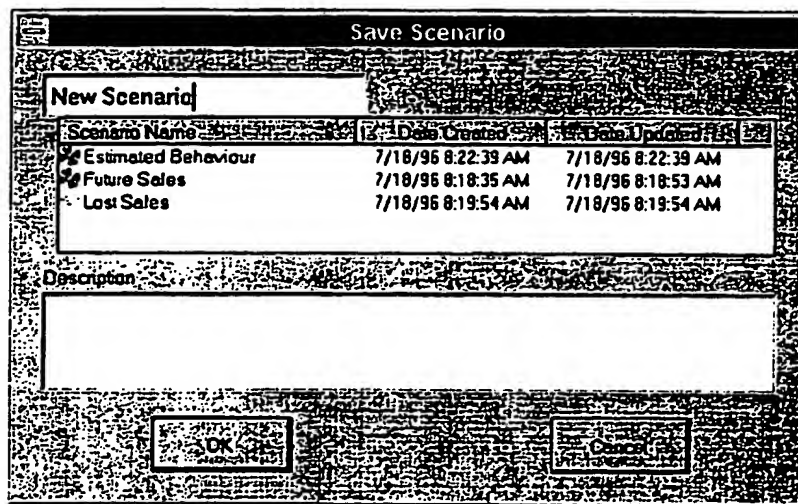 Save Scenario
New Scenario
Scenario Name Date Created Date Updated
Estimated Behaviour 7/18/96 8:22:39 AM 7/18/96 8:22:39 AM
Future Sales 7/18/96 8:18:35 AM 7/18/96 8:18:53 AM
Lost Sales 7/18/96 8:19:54 AM 7/18/96 8:19:54 AM
Description
OK Cancel